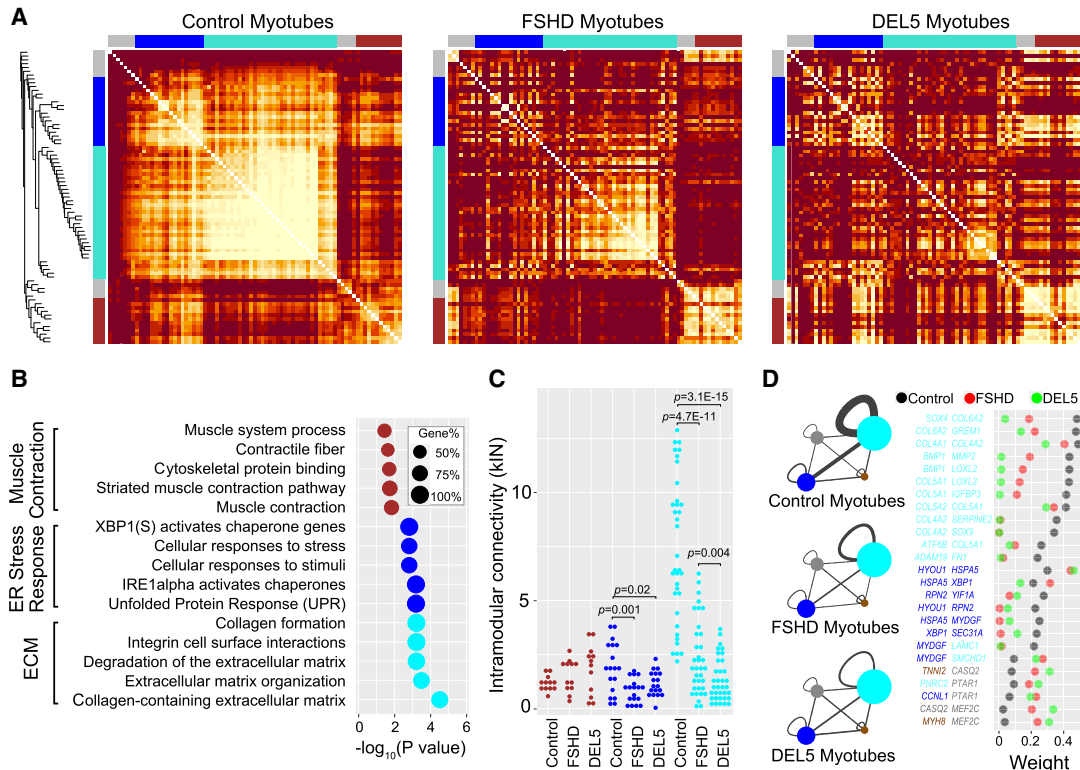 A
Control Myotubes
FSHD Myotubes
DEL5 Myotubes
B
Muscle Contraction
ER Stress Response
ECM
Muscle system process
Contractile fiber
Cytoskeletal protein binding
Striated muscle contraction pathway
Muscle contraction
XBP1(S) activates chaperone genes
Cellular responses to stress
Cellular responses to stimuli
IRE1alpha activates chaperones
Unfolded Protein Response (UPR)
Collagen formation
Integrin cell surface interactions
Degradation of the extracellular matrix
Extracellular matrix organization
Collagen-containing extracellular matrix
Gene%
50%
75%
100%
0 2 4 6
-log10(P value)
C
Intramodular connectivity (kIN)
10
5
0
p=3.1E-15
p=4.7E-11
p=0.004
p=0.02
p=0.001
Control FSHD DEL5 Control FSHD DEL5 Control FSHD DEL5
D
Control Myotubes
FSHD Myotubes
DEL5 Myotubes
Control FSHD DEL5
SOX4 COL6A2
COL6A2 GREM1
COL4A1 COL4A2
BMP1 MMP2
BMP1 LOXL2
COL5A1 LOXL2
COL5A1 IGFBP3
COL5A2 COL5A1
COL4A2 SERPINE2
COL4A2 SOX9
ATF6B COL5A1
ADAM19 FN1
HYOU1 HSPA5
HSPA5 XBP1
RPN2 YIF1A
HYOU1 RPN2
HSPA5 MYDGF
XBP1 SEC31A
MYDGF LAMC1
MYDGF SMCHD1
TNNI2 CASQ2
PHRC2 PTAR1
CCNL1 PTAR1
CASQ2 MEF2C
MYH8 MEF2C
0 0.2 0.4
Weight